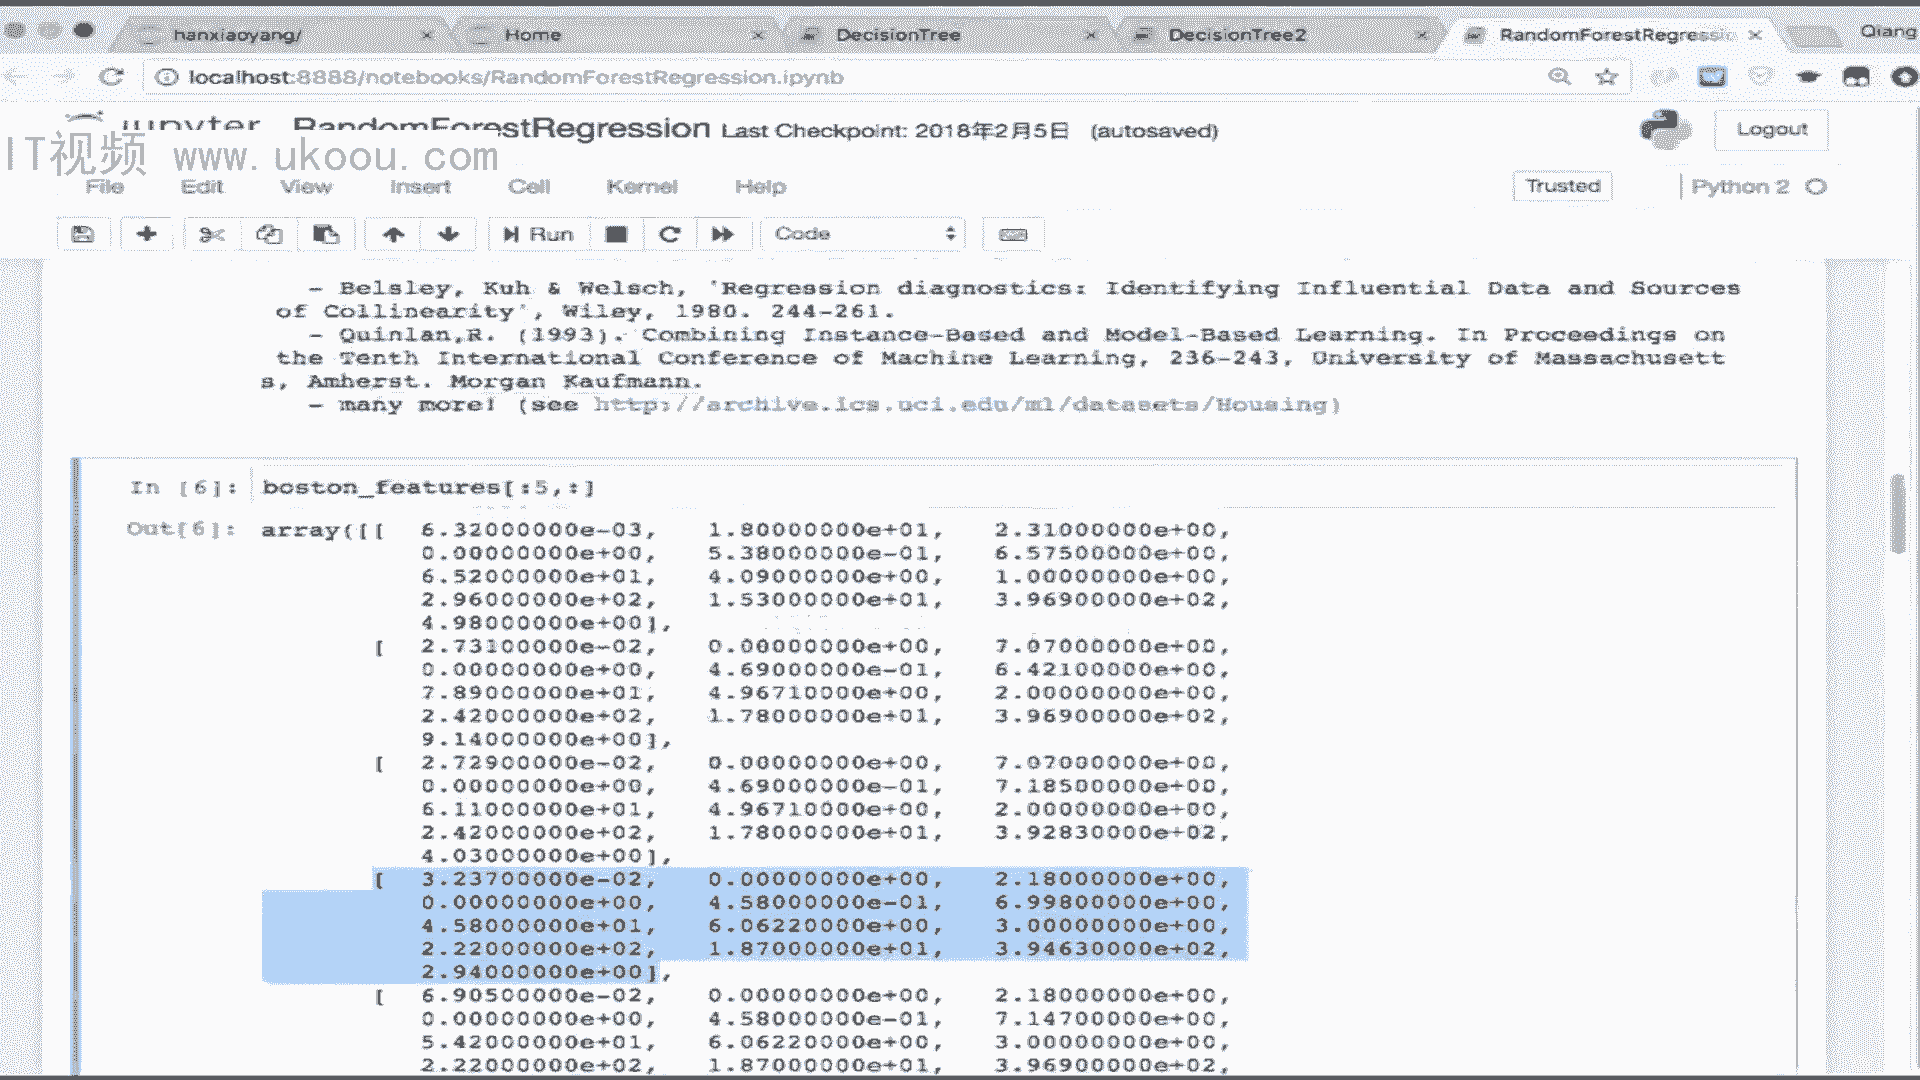 hanxiaoyang/ Home DecisionTree DecisionTree2 RandomForestRegressio Qiang
localhost:8888/notebooks/RandomForestRegression.ipynb
jupyter RandomForestRegression Last Checkpoint: 2018年2月5日 (autosaved) Logout
IT视频 www.ukoou.com
File Edit View Insert Cell Kernel Help Trusted Python 2
Run Code
- Belsley, Kuh & Welsch, 'Regression diagnostics: Identifying Influential Data and Sources
of Collinearity', Wiley, 1980. 244-261.
- Quinlan,R. (1993). Combining Instance-Based and Model-Based Learning. In Proceedings on
the Tenth International Conference of Machine Learning, 236-243, University of Massachusett
s, Amherst. Morgan Kaufmann.
- many more! (see http://archive.ics.uci.edu/ml/datasets/Housing)
In [6]: boston_features[:5,:]
Out[6]: array([[ 6.32000000e-03, 1.80000000e+01, 2.31000000e+00,
0.00000000e+00, 5.38000000e-01, 6.57500000e+00,
6.52000000e+01, 4.09000000e+00, 1.00000000e+00,
2.96000000e+02, 1.53000000e+01, 3.96900000e+02,
4.98000000e+00],
[ 2.73100000e-02, 0.00000000e+00, 7.07000000e+00,
0.00000000e+00, 4.69000000e-01, 6.42100000e+00,
7.89000000e+01, 4.96710000e+00, 2.00000000e+00,
2.42000000e+02, 1.78000000e+01, 3.96900000e+02,
9.14000000e+00],
[ 2.72900000e-02, 0.00000000e+00, 7.07000000e+00,
0.00000000e+00, 4.69000000e-01, 7.18500000e+00,
6.11000000e+01, 4.96710000e+00, 2.00000000e+00,
2.42000000e+02, 1.78000000e+01, 3.92830000e+02,
4.03000000e+00],
[ 3.23700000e-02, 0.00000000e+00, 2.18000000e+00,
0.00000000e+00, 4.58000000e-01, 6.99800000e+00,
4.58000000e+01, 6.06220000e+00, 3.00000000e+00,
2.22000000e+02, 1.87000000e+01, 3.94630000e+02,
2.94000000e+00],
[ 6.90500000e-02, 0.00000000e+00, 2.18000000e+00,
0.00000000e+00, 4.58000000e-01, 7.14700000e+00,
5.42000000e+01, 6.06220000e+00, 3.00000000e+00,
2.22000000e+02, 1.87000000e+01, 3.96900000e+02,